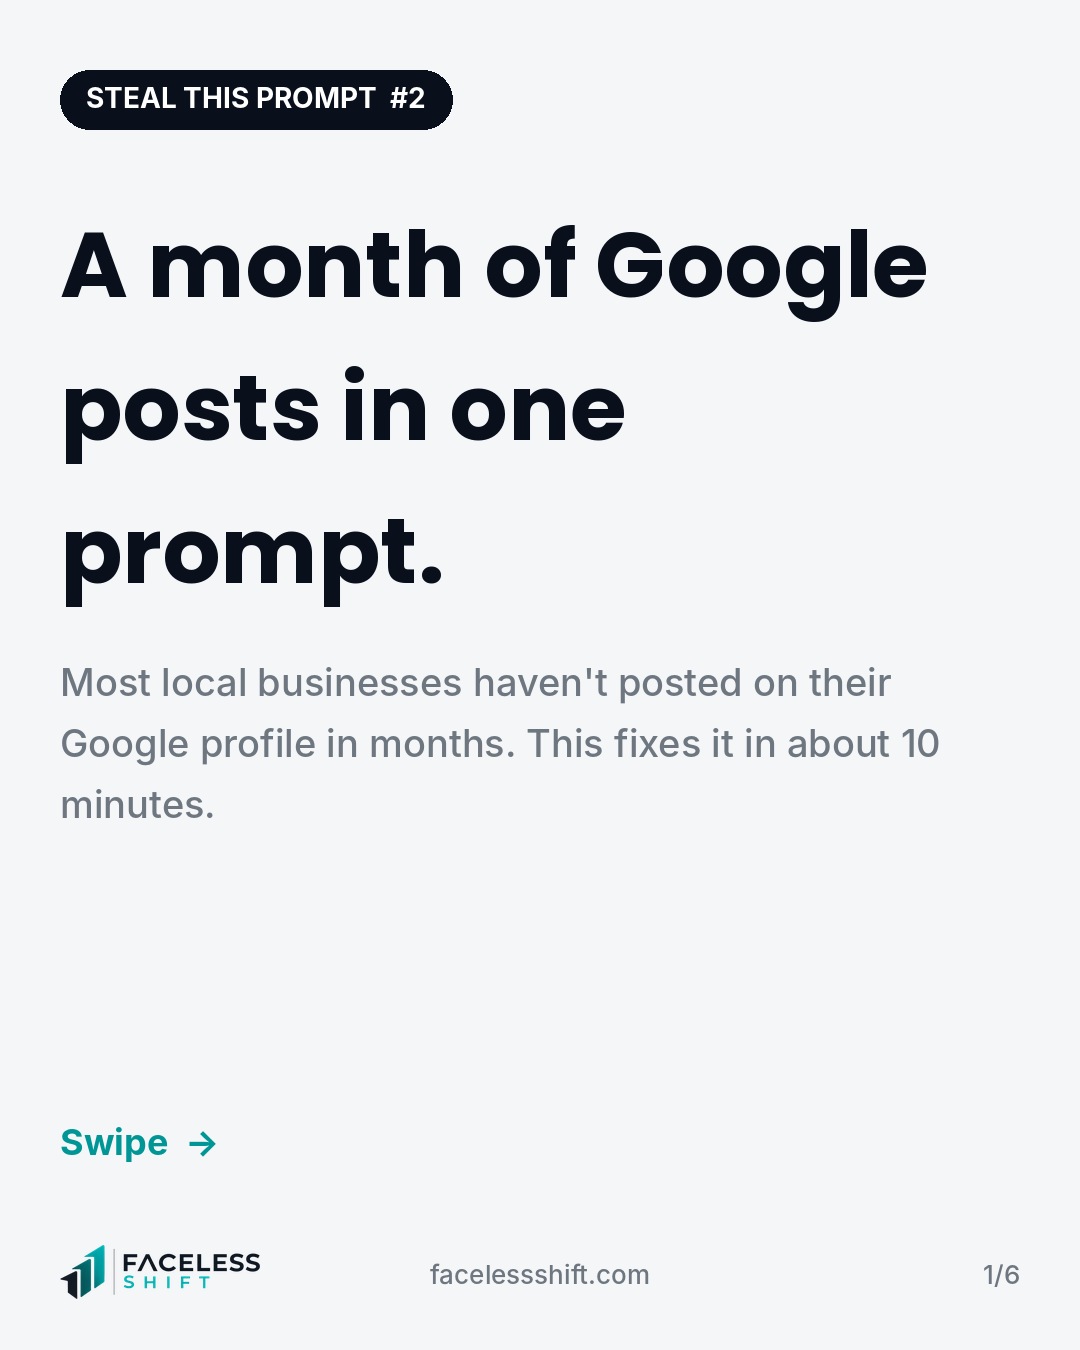 STEAL THIS PROMPT #2
A month of Google
posts in one
prompt.
Most local businesses haven't posted on their
Google profile in months. This fixes it in about 10
minutes.
Swipe →
FACELESS
SHIFT
facelessshift.com
1/6